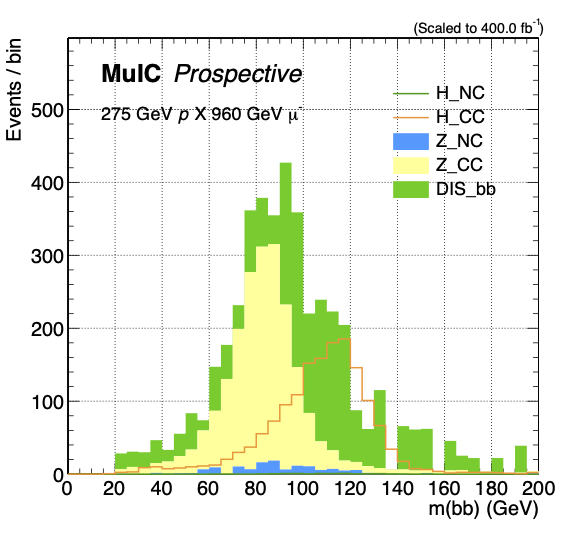 (Scaled to 400.0 fb⁻¹)
Events / bin
MuIC Prospective
275 GeV p X 960 GeV μ⁻
H_NC
H_CC
Z_NC
Z_CC
DIS_bb
500
400
300
200
100
0
0 20 40 60 80 100 120 140 160 180 200
m(bb) (GeV)